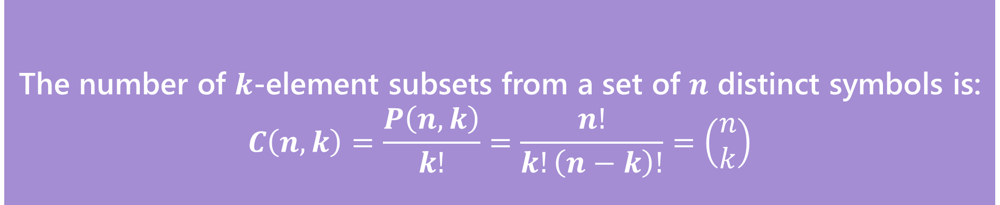 The number of k-element subsets from a set of n distinct symbols is:
C(n, k) = P(n, k) / k! = n! / k! (n − k)! = (n k)